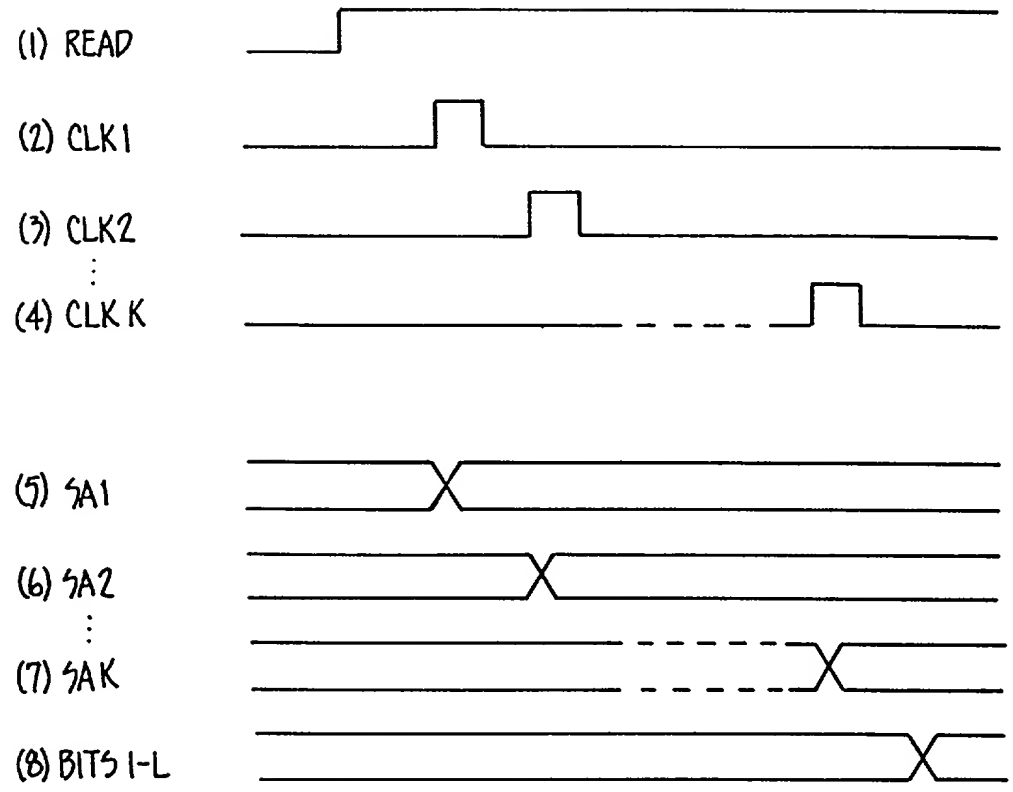 (1) READ
(2) CLK1
(3) CLK2
(4) CLK K
(5) SA1
(6) SA2
(7) SAK
(8) BITS 1-L